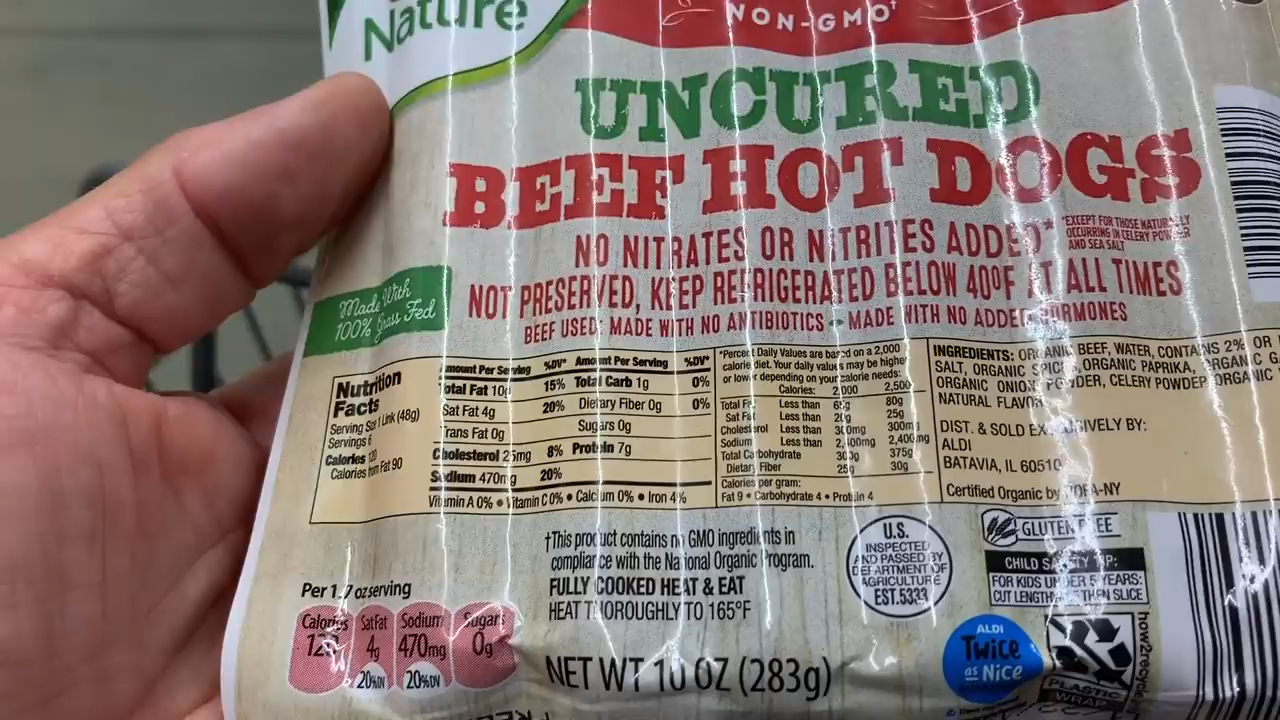 Nature
NON-GMO†
UNCURED
BEEF HOT DOGS
NO NITRATES OR NITRITES ADDED*
*EXCEPT FOR THOSE NATURALLY
OCCURRING IN CELERY POWDER
AND SEA SALT
NOT PRESERVED, KEEP REFRIGERATED BELOW 40ºF AT ALL TIMES
BEEF USED: MADE WITH NO ANTIBIOTICS • MADE WITH NO ADDED HORMONES
Made With
100% Grass Fed
Nutrition
Facts
Serving Size 1 Link (48g)
Servings 6
Calories 120
Calories from Fat 90
Amount Per Serving %DV* Amount Per Serving %DV*
Total Fat 10g 15% Total Carb 1g 0%
Sat Fat 4g 20% Dietary Fiber 0g 0%
Trans Fat 0g Sugars 0g
Cholesterol 25mg 8% Protein 7g
Sodium 470mg 20%
Vitamin A 0% • Vitamin C 0% • Calcium 0% • Iron 4%
*Percent Daily Values are based on a 2,000
calorie diet. Your daily values may be higher
or lower depending on your calorie needs:
Calories: 2,000 2,500
Total Fat Less than 65g 80g
Sat Fat Less than 20g 25g
Cholesterol Less than 300mg 300mg
Sodium Less than 2,400mg 2,400mg
Total Carbohydrate 300g 375g
Dietary Fiber 25g 30g
Calories per gram:
Fat 9 • Carbohydrate 4 • Protein 4
INGREDIENTS: ORGANIC BEEF, WATER, CONTAINS 2% OR
SALT, ORGANIC SPICES, ORGANIC PAPRIKA, ORGANIC
ORGANIC ONION POWDER, CELERY POWDER, ORGANIC
NATURAL FLAVOR
DIST. & SOLD EXCLUSIVELY BY:
ALDI
BATAVIA, IL 60510
Certified Organic by NOFA-NY
†This product contains no GMO ingredients in
compliance with the National Organic Program.
FULLY COOKED HEAT & EAT
HEAT THOROUGHLY TO 165°F
U.S.
INSPECTED
AND PASSED BY
DEPARTMENT OF
AGRICULTURE
EST.5333
GLUTEN FREE
CHILD SAFETY TIP:
FOR KIDS UNDER 5 YEARS:
CUT LENGTHWISE THEN SLICE
Per 1.7 oz serving
Calories Sat Fat Sodium Sugars
120 4g 470mg 0g
20%DV 20%DV
NET WT 10 OZ (283g)
ALDI
Twice
as Nice
PLASTIC
WRAP
how2recycle